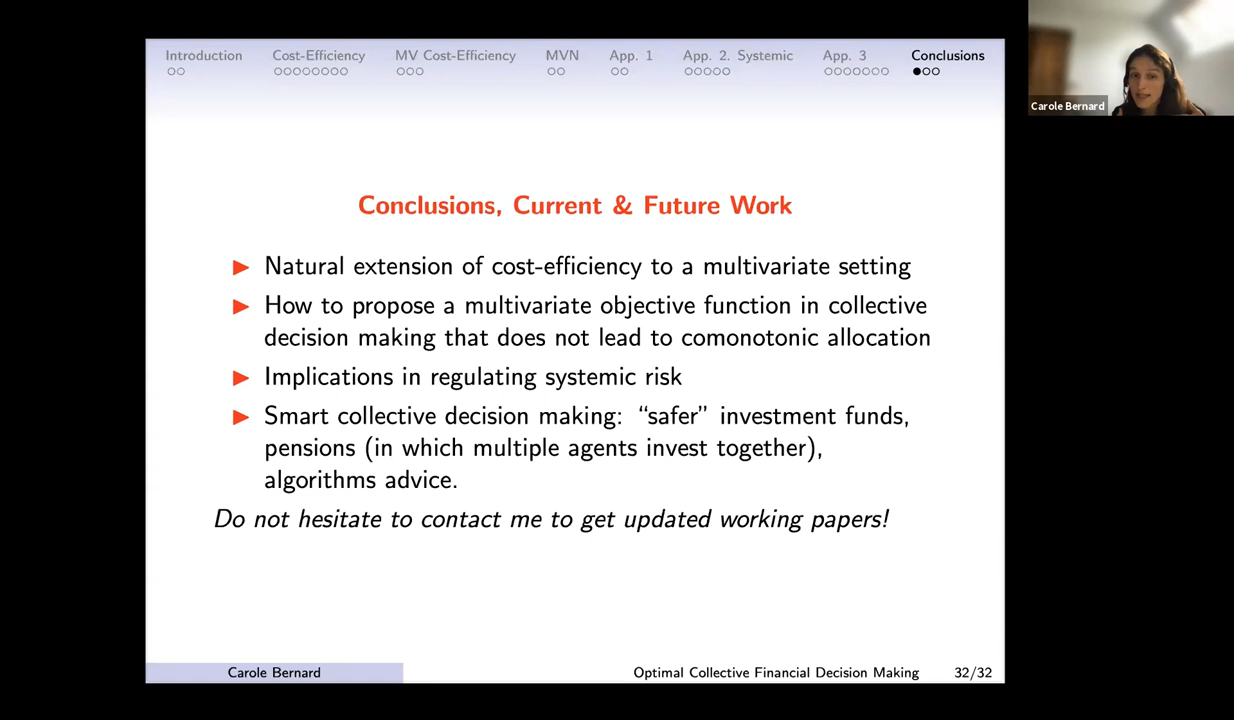 Introduction Cost-Efficiency MV Cost-Efficiency MVN App. 1 App. 2. Systemic App. 3 Conclusions
Carole Bernard
Conclusions, Current & Future Work
Natural extension of cost-efficiency to a multivariate setting
How to propose a multivariate objective function in collective
decision making that does not lead to comonotonic allocation
Implications in regulating systemic risk
Smart collective decision making: “safer” investment funds,
pensions (in which multiple agents invest together),
algorithms advice.
Do not hesitate to contact me to get updated working papers!
Carole Bernard Optimal Collective Financial Decision Making 32/32